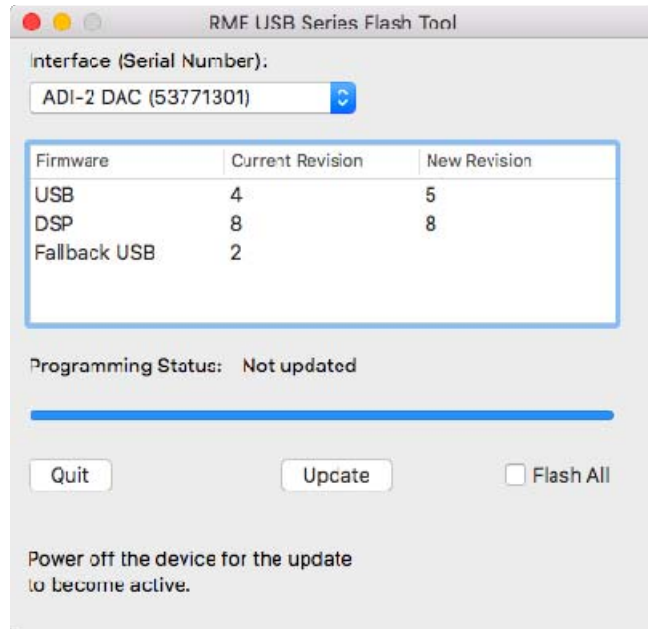 RME USB Series Flash Tool
Interface (Serial Number):
ADI-2 DAC (53771301)
Firmware Current Revision New Revision
USB 4 5
DSP 8 8
Fallback USB 2
Programming Status: Not updated
Quit Update Flash All
Power off the device for the update
to become active.